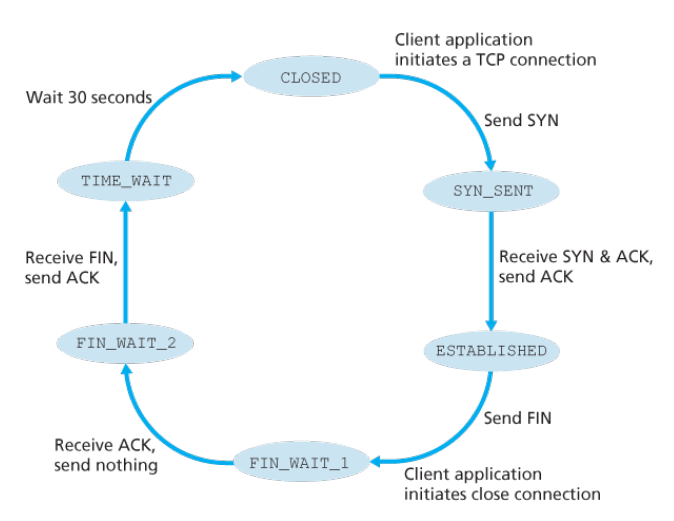 Client application
initiates a TCP connection
CLOSED
Wait 30 seconds
Send SYN
TIME_WAIT
SYN_SENT
Receive FIN,
send ACK
Receive SYN & ACK,
send ACK
FIN_WAIT_2
ESTABLISHED
Send FIN
Receive ACK,
send nothing
FIN_WAIT_1
Client application
initiates close connection